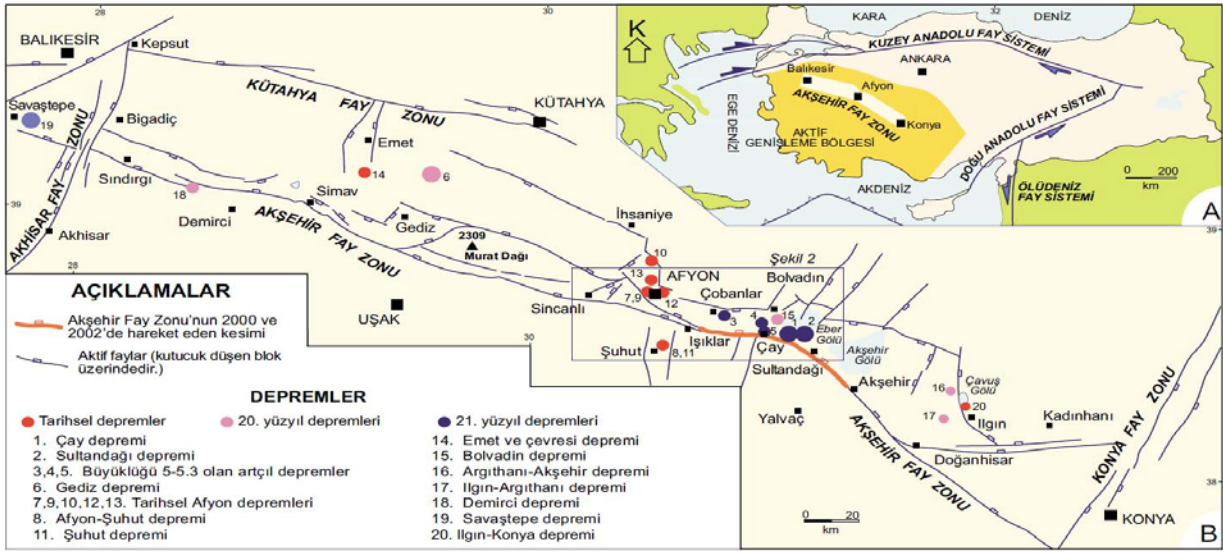 28
30
BALIKESİR
Kepsut
KÜTAHYA FAY ZONU
KÜTAHYA
Savaştepe
19
Bigadiç
Emet
14
6
Sındırgı
18
Simav
Demirci
Gediz
39
AKHİSAR FAY ZONU
Akhisar
28
AKŞEHİR FAY ZONU
2309
Murat Dağı
İhsaniye
10
13
AFYON
7,9
12
Şekil 2
Bolvadın
Çobanlar
Sincanlı
3
4
15
5
1
2
Eber Gölü
UŞAK
30
Işıklar
Çay
Şuhut
8,11
Sultandağı
Akşehir Gölü
Akşehir
Yalvaç
16
Çavuş Gölü
20
17
Ilgın
Kadınhanı
Doğanhisar
AKŞEHİR FAY ZONU
KONYA FAY ZONU
KONYA
39
38
0 20
km
B
32
K
KARA DENİZ
KUZEY ANADOLU FAY SİSTEMİ
ANKARA
Balıkesir
Afyon
AKŞEHİR FAY ZONU
Konya
EGE DENİZİ
AKTİF
GENİŞLEME BÖLGESİ
DOĞU ANADOLU FAY SİSTEMİ
AKDENİZ
ÖLÜDENİZ
FAY SİSTEMİ
0 200
km
A
AÇIKLAMALAR
Akşehir Fay Zonu'nun 2000 ve
2002'de hareket eden kesimi
Aktif faylar (kutucuk düşen blok
üzerindedir.)
DEPREMLER
Tarihsel depremler
20. yüzyıl depremleri
21. yüzyıl depremleri
1. Çay depremi
2. Sultandağı depremi
3,4,5. Büyüklüğü 5-5.3 olan artçıl depremler
6. Gediz depremi
7,9,10,12,13. Tarihsel Afyon depremleri
8. Afyon-Şuhut depremi
11. Şuhut depremi
14. Emet ve çevresi depremi
15. Bolvadin depremi
16. Argıthanı-Akşehir depremi
17. Ilgın-Argıthanı depremi
18. Demirci depremi
19. Savaştepe depremi
20. Ilgın-Konya depremi